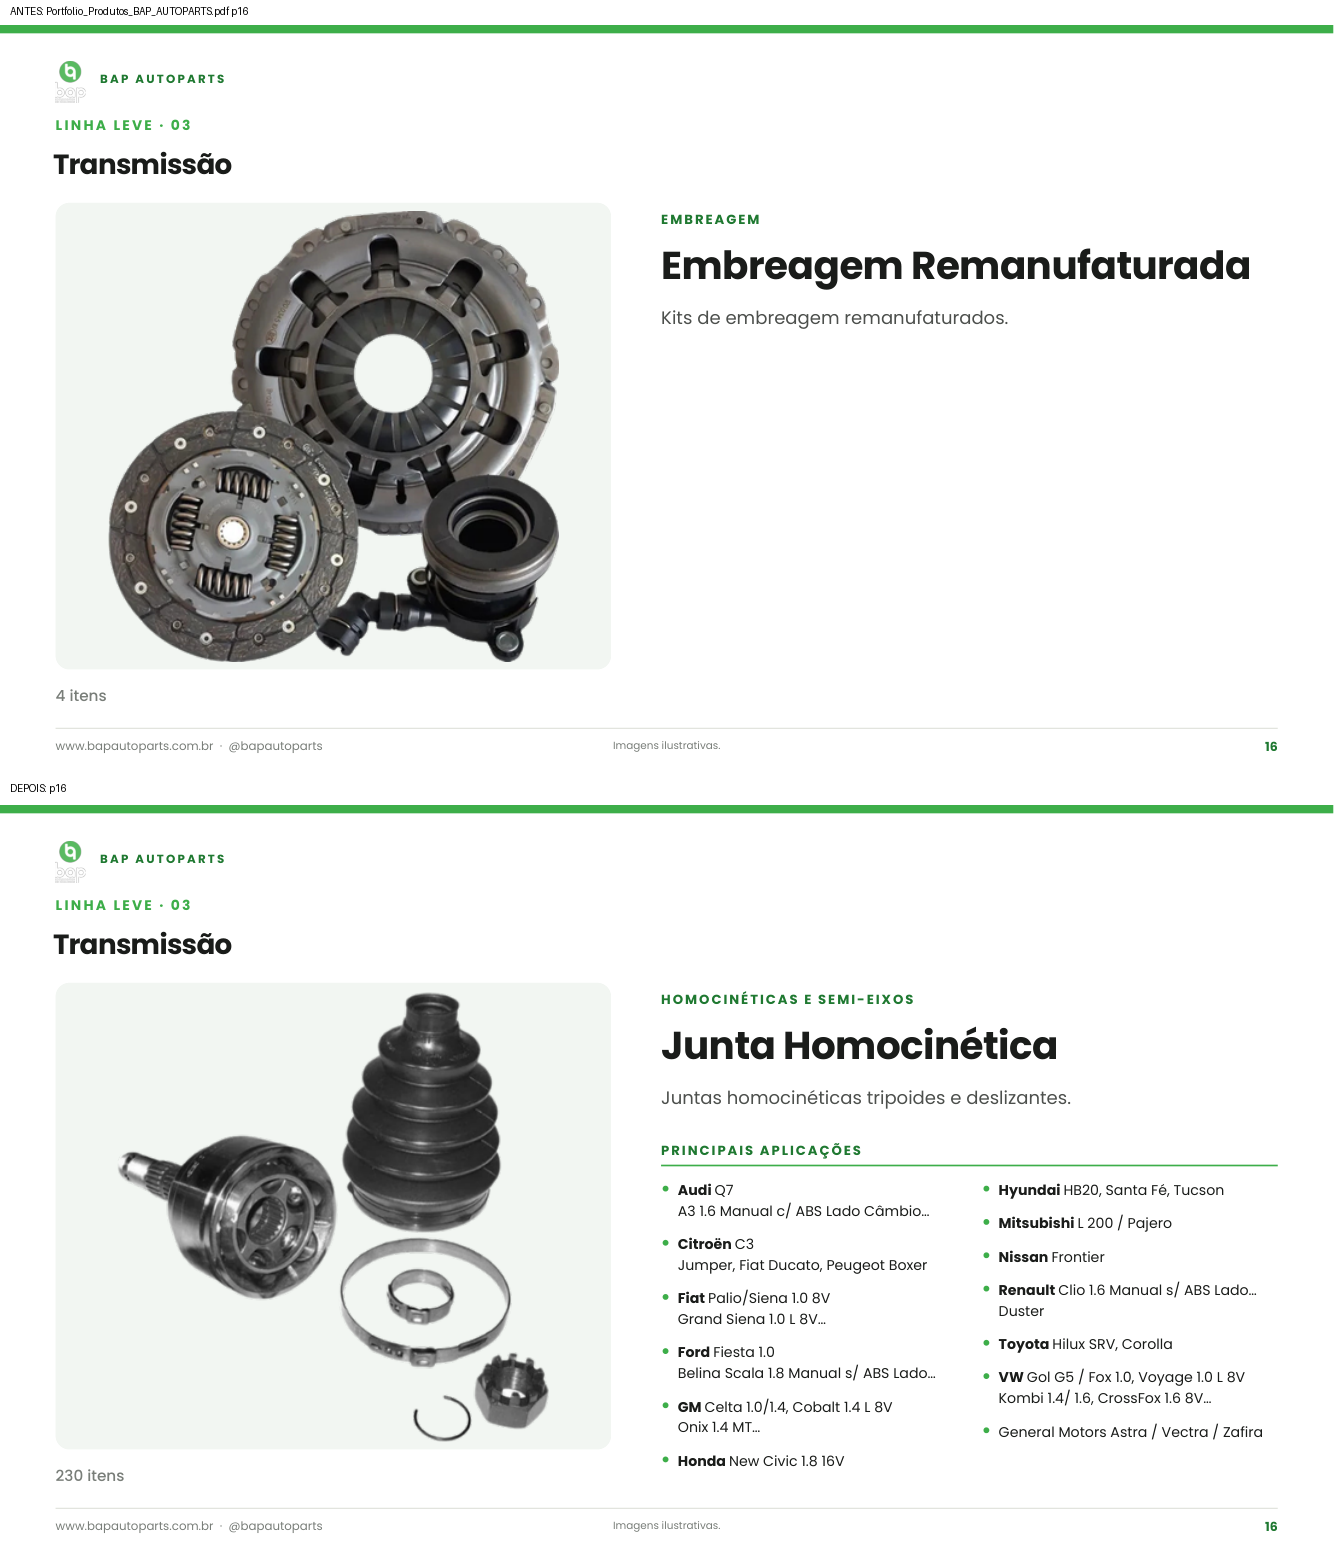 ANTES: Portfolio_Produtos_BAP_AUTOPARTS.pdf p16
bap
BAP AUTOPARTS
LINHA LEVE · 03
Transmissão
EMBREAGEM
Embreagem Remanufaturada
Kits de embreagem remanufaturados.
4 itens
www.bapautoparts.com.br · @bapautoparts
Imagens ilustrativas.
16
DEPOIS: p16
bap
BAP AUTOPARTS
LINHA LEVE · 03
Transmissão
HOMOCINÉTICAS E SEMI-EIXOS
Junta Homocinética
Juntas homocinéticas tripoides e deslizantes.
PRINCIPAIS APLICAÇÕES
• Audi Q7
A3 1.6 Manual c/ ABS Lado Câmbio…
• Citroën C3
Jumper, Fiat Ducato, Peugeot Boxer
• Fiat Palio/Siena 1.0 8V
Grand Siena 1.0 L 8V…
• Ford Fiesta 1.0
Belina Scala 1.8 Manual s/ ABS Lado…
• GM Celta 1.0/1.4, Cobalt 1.4 L 8V
Onix 1.4 MT…
• Honda New Civic 1.8 16V
• Hyundai HB20, Santa Fé, Tucson
• Mitsubishi L 200 / Pajero
• Nissan Frontier
• Renault Clio 1.6 Manual s/ ABS Lado…
Duster
• Toyota Hilux SRV, Corolla
• VW Gol G5 / Fox 1.0, Voyage 1.0 L 8V
Kombi 1.4/ 1.6, CrossFox 1.6 8V…
• General Motors Astra / Vectra / Zafira
230 itens
www.bapautoparts.com.br · @bapautoparts
Imagens ilustrativas.
16